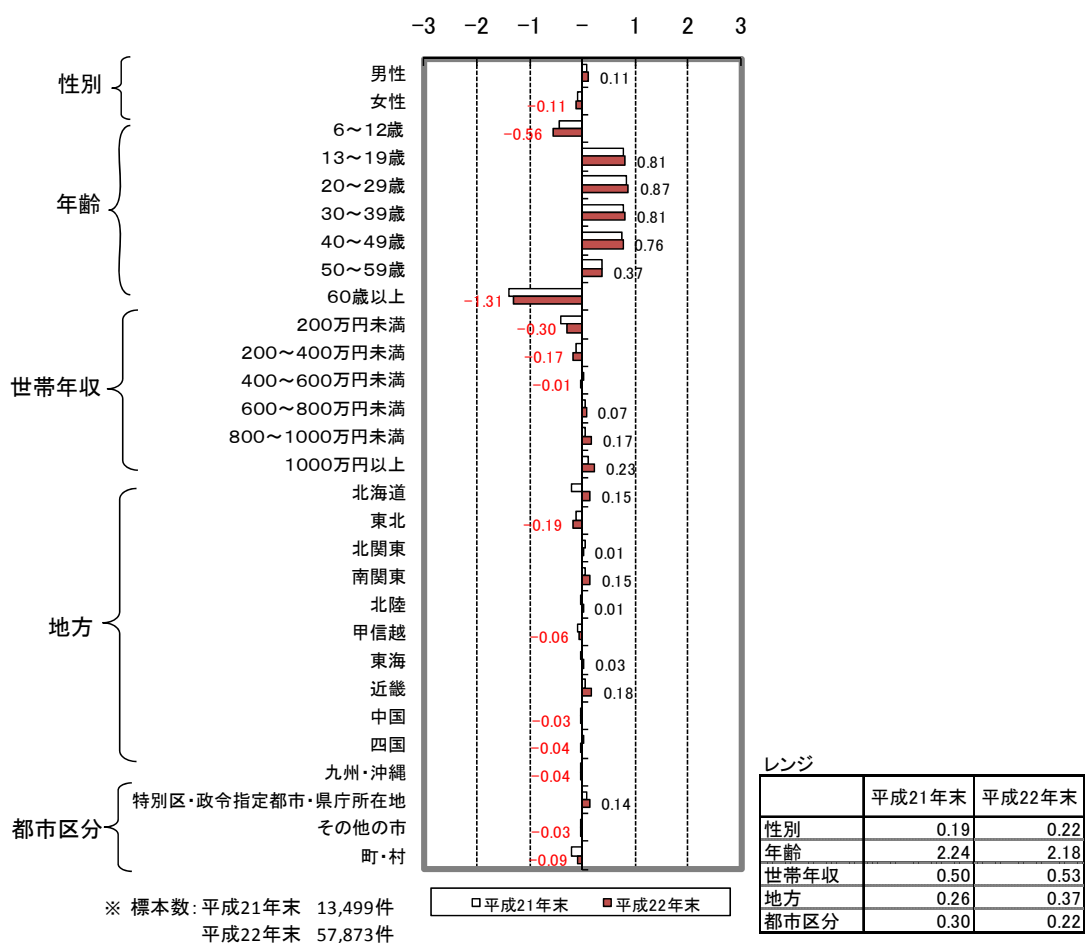 -3 -2 -1 - 1 2 3
性別
男性 0.11
女性 -0.11
年齢
6～12歳 -0.56
13～19歳 0.81
20～29歳 0.87
30～39歳 0.81
40～49歳 0.76
50～59歳 0.37
60歳以上 -1.31
世帯年収
200万円未満 -0.30
200～400万円未満 -0.17
400～600万円未満 -0.01
600～800万円未満 0.07
800～1000万円未満 0.17
1000万円以上 0.23
地方
北海道 0.15
東北 -0.19
北関東 0.01
南関東 0.15
北陸 0.01
甲信越 -0.06
東海 0.03
近畿 0.18
中国 -0.03
四国 -0.04
九州・沖縄 -0.04
都市区分
特別区・政令指定都市・県庁所在地 0.14
その他の市 -0.03
町・村 -0.09
□平成21年末 ■平成22年末
※ 標本数：平成21年末 13,499件
平成22年末 57,873件
レンジ
平成21年末 平成22年末
性別 0.19 0.22
年齢 2.24 2.18
世帯年収 0.50 0.53
地方 0.26 0.37
都市区分 0.30 0.22